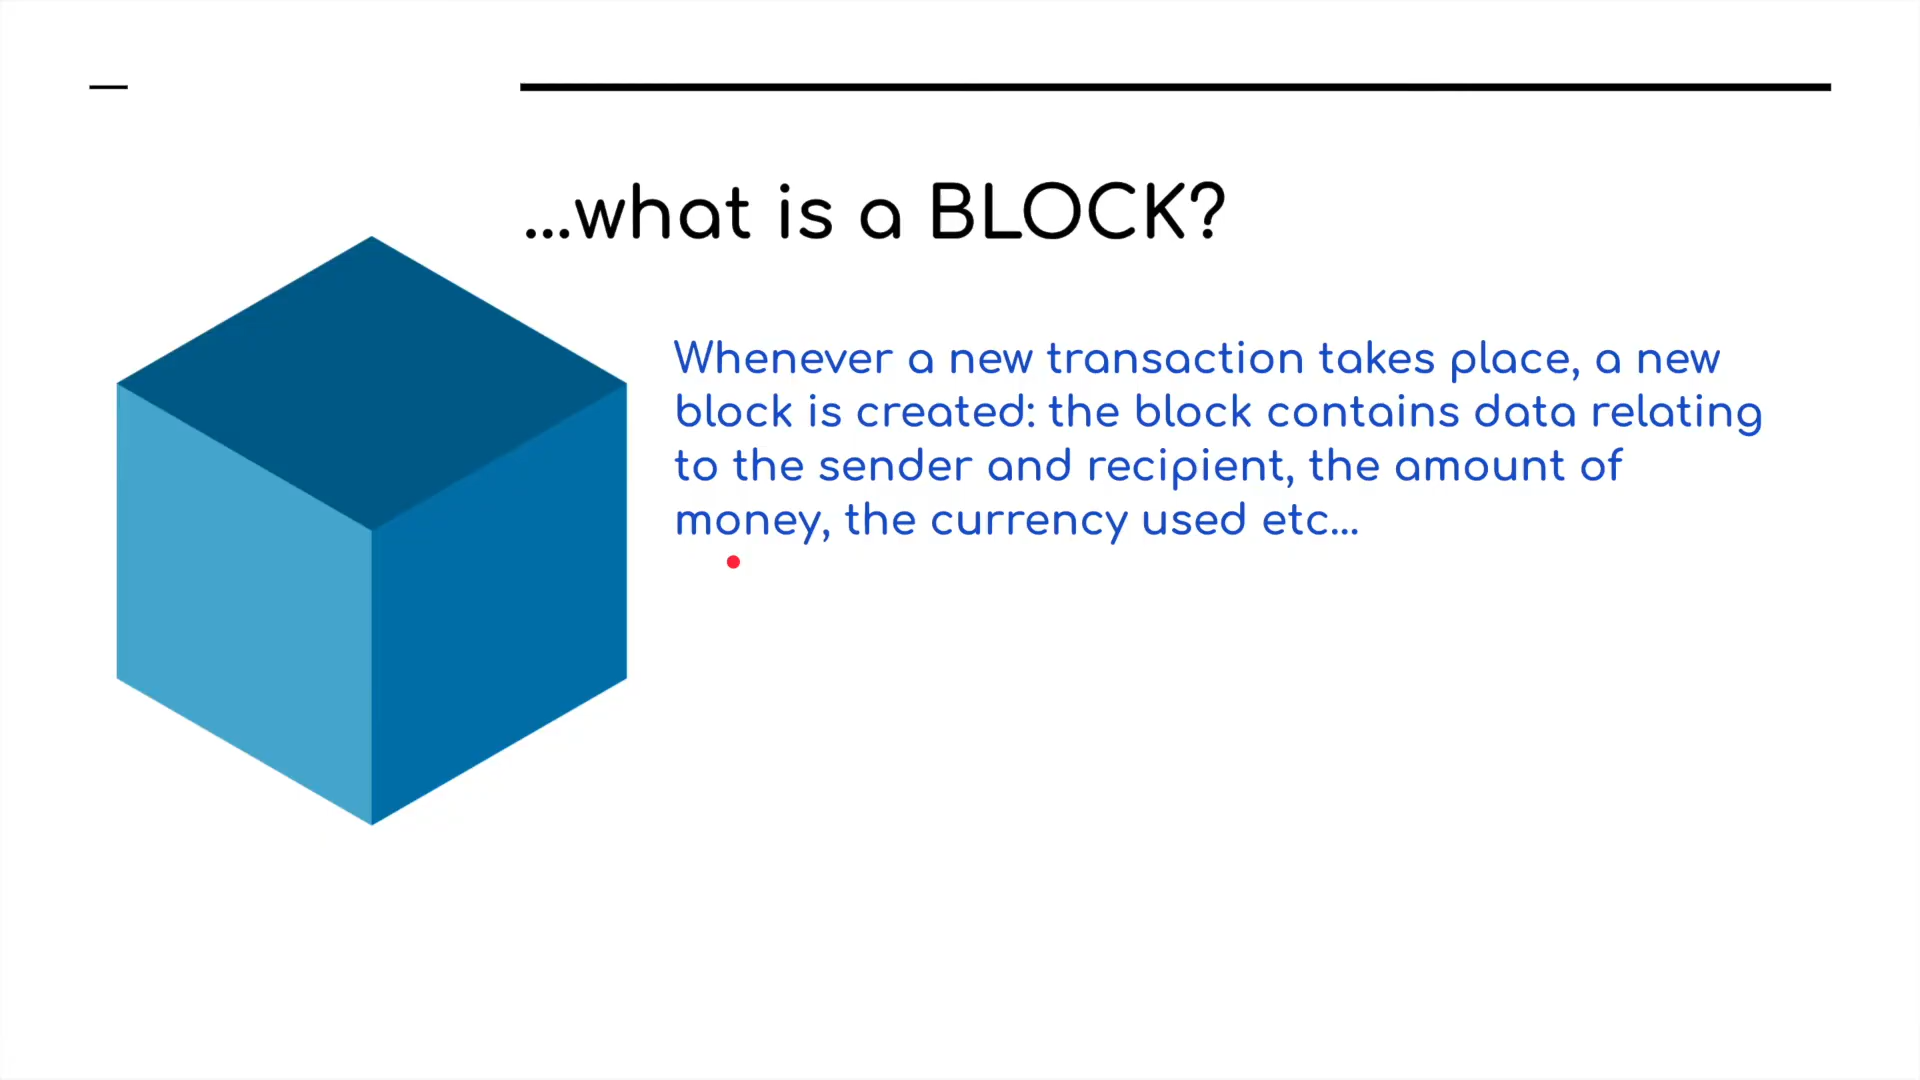 ...what is a BLOCK?
Whenever a new transaction takes place, a new
block is created: the block contains data relating
to the sender and recipient, the amount of
money, the currency used etc...